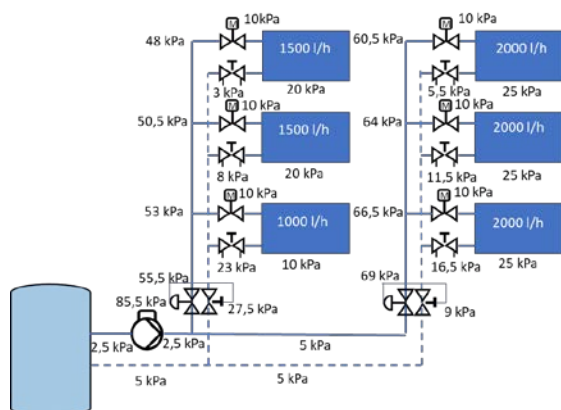 10kPa
48 kPa
M
1500 l/h
3 kPa
20 kPa
10 kPa
50,5 kPa
M
1500 l/h
8 kPa
20 kPa
10 kPa
53 kPa
M
1000 l/h
23 kPa
10 kPa
55,5 kPa
27,5 kPa
85,5 kPa
2,5 kPa
2,5 kPa
5 kPa
5 kPa
5 kPa
10 kPa
60,5 kPa
M
2000 l/h
5,5 kPa
25 kPa
10 kPa
64 kPa
M
2000 l/h
11,5 kPa
25 kPa
10 kPa
66,5 kPa
M
2000 l/h
16,5 kPa
25 kPa
69 kPa
9 kPa